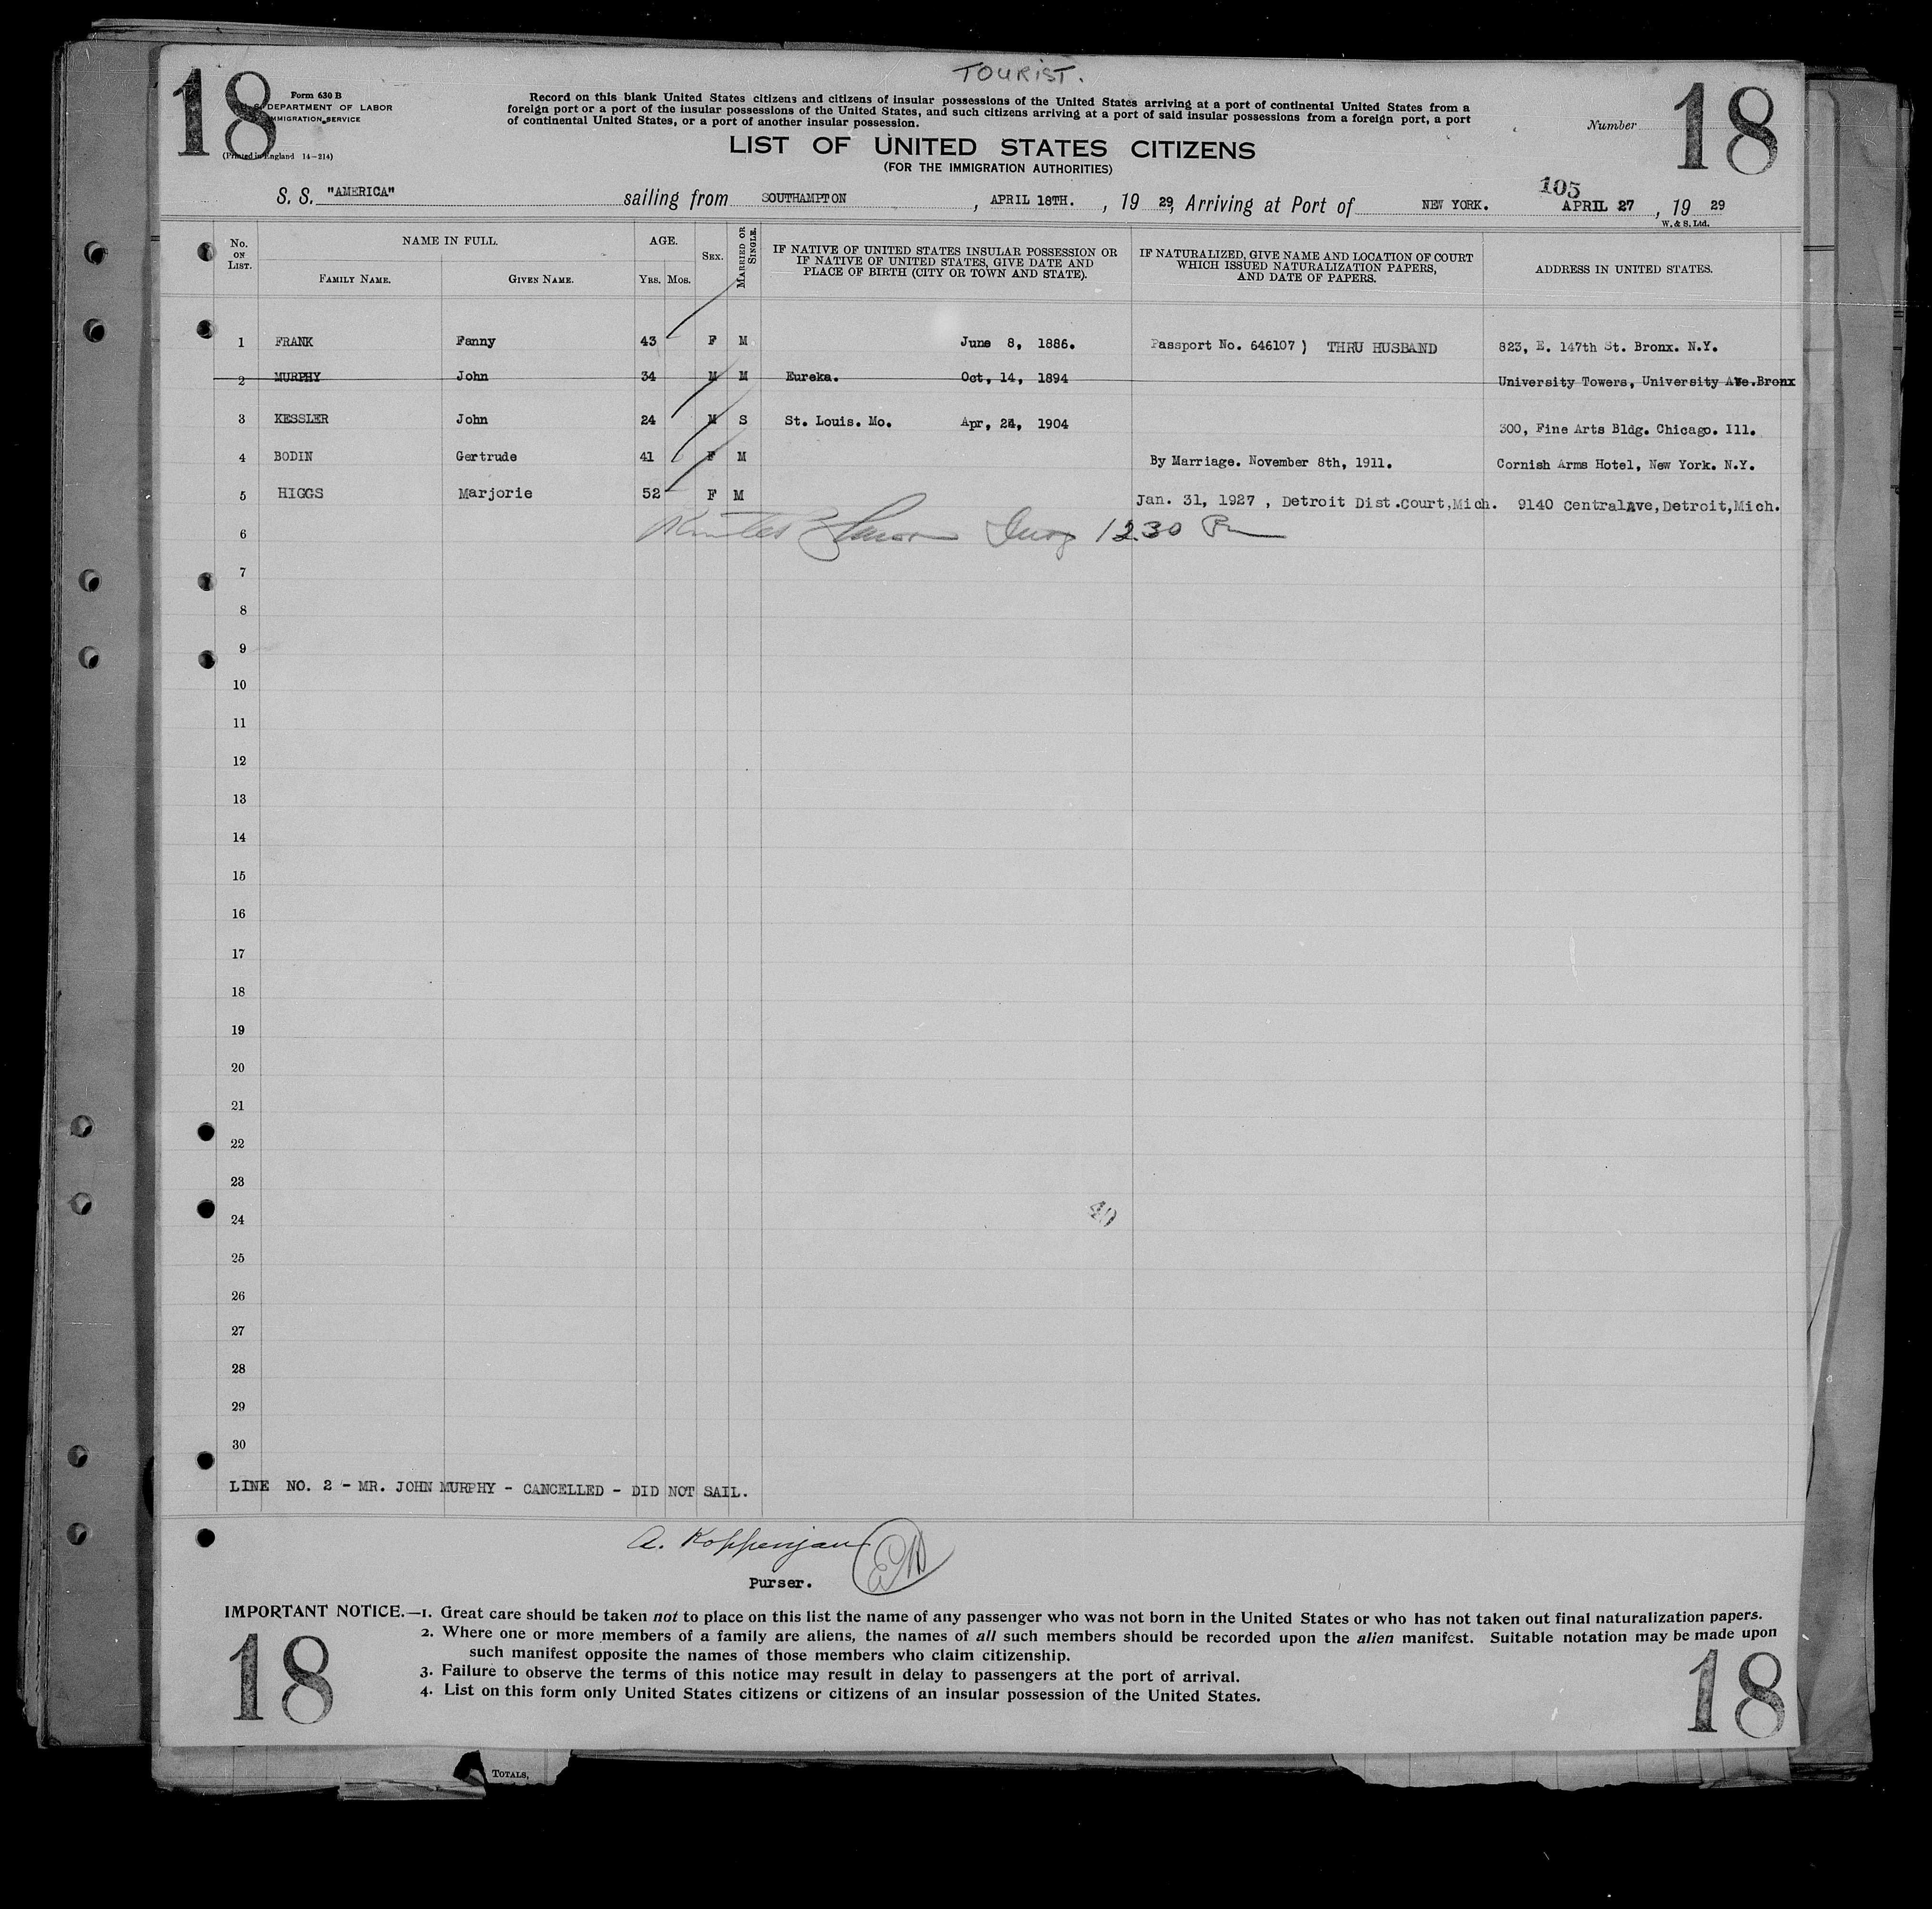 TOURIST.
18
Form 630 B
U. S. DEPARTMENT OF LABOR
IMMIGRATION SERVICE
(Printed in England 14-214)
Record on this blank United States citizens and citizens of insular possessions of the United States arriving at a port of continental United States from a
foreign port or a port of the insular possessions of the United States, and such citizens arriving at a port of said insular possessions from a foreign port, a port
of continental United States, or a port of another insular possession.
Number
18
LIST OF UNITED STATES CITIZENS
(FOR THE IMMIGRATION AUTHORITIES)
105
S. S. "AMERICA" sailing from SOUTHAMPTON, APRIL 18TH., 19 29, Arriving at Port of NEW YORK. APRIL 27, 19 29
W. & S. Ltd.
No. ON LIST. NAME IN FULL. AGE. SEX. MARRIED OR SINGLE. IF NATIVE OF UNITED STATES INSULAR POSSESSION OR IF NATIVE OF UNITED STATES, GIVE DATE AND PLACE OF BIRTH (CITY OR TOWN AND STATE). IF NATURALIZED, GIVE NAME AND LOCATION OF COURT WHICH ISSUED NATURALIZATION PAPERS, AND DATE OF PAPERS. ADDRESS IN UNITED STATES.
FAMILY NAME. GIVEN NAME. YRS. MOS.
1 FRANK Fanny 43 F M June 8, 1886. Passport No. 646107) THRU HUSBAND 823, E. 147th St. Bronx. N.Y.
2 MURPHY John 34 M M Eureka. Oct, 14, 1894 University Towers, University Ave.Bronx
3 KESSLER John 24 M S St. Louis. Mo. Apr, 24, 1904 300, Fine Arts Bldg. Chicago. Ill.
4 BODIN Gertrude 41 F M By Marriage. November 8th, 1911. Cornish Arms Hotel, New York. N.Y.
5 HIGGS Marjorie 52 F M Jan. 31, 1927 , Detroit Dist.Court,Mich. 9140 CentralAve,Detroit,Mich.
6 1230
7
8
9
10
11
12
13
14
15
16
17
18
19
20
21
22
23
24
25
26
27
28
29
30
LINE NO. 2 - MR. JOHN MURPHY - CANCELLED - DID NOT SAIL.
A. Koppenjan
Purser.
IMPORTANT NOTICE.—1. Great care should be taken not to place on this list the name of any passenger who was not born in the United States or who has not taken out final naturalization papers.
2. Where one or more members of a family are aliens, the names of all such members should be recorded upon the alien manifest. Suitable notation may be made upon
such manifest opposite the names of those members who claim citizenship.
3. Failure to observe the terms of this notice may result in delay to passengers at the port of arrival.
4. List on this form only United States citizens or citizens of an insular possession of the United States.
18
18
TOTALS,